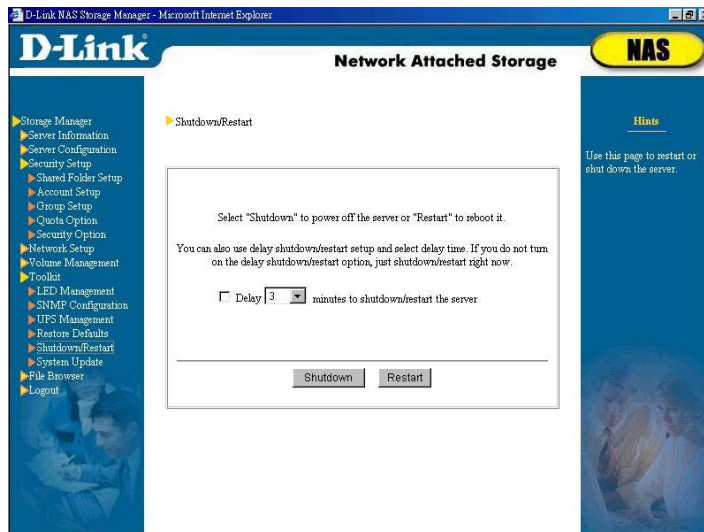 D-Link NAS Storage Manager - Microsoft Internet Explorer
D-Link
Network Attached Storage
NAS
Storage Manager
Server Information
Server Configuration
Security Setup
Shared Folder Setup
Account Setup
Group Setup
Quota Option
Security Option
Network Setup
Volume Management
Toolkit
LED Management
SNMP Configuration
UPS Management
Restore Defaults
Shutdown/Restart
System Update
File Browser
Logout
Shutdown/Restart
Select "Shutdown" to power off the server or "Restart" to reboot it.
You can also use delay shutdown/restart setup and select delay time. If you do not turn
on the delay shutdown/restart option, just shutdown/restart right now.
Delay 3 minutes to shutdown/restart the server
Shutdown Restart
Hints
Use this page to restart or
shut down the server.